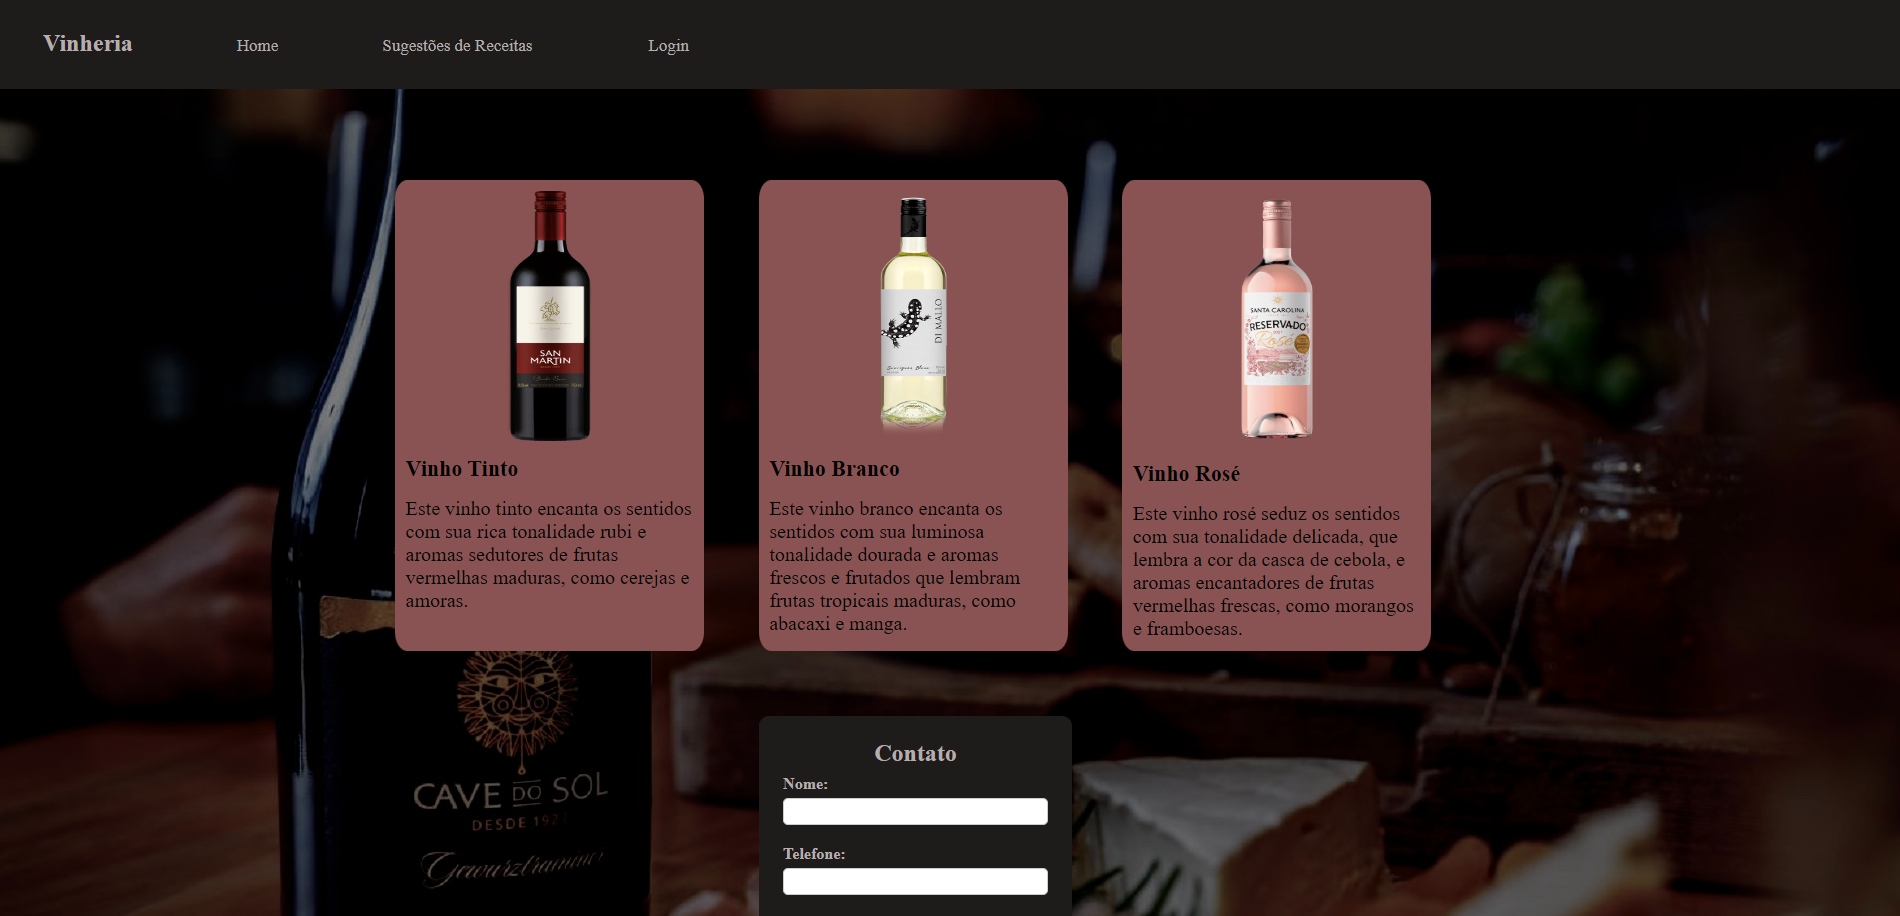 Vinheria
Home
Sugestões de Receitas
Login
SAN
MARTIN
DI MALLO
Sauvignon Blanc
SANTA CAROLINA
RESERVADO
Rosé
Vinho Tinto
Este vinho tinto encanta os sentidos
com sua rica tonalidade rubi e
aromas sedutores de frutas
vermelhas maduras, como cerejas e
amoras.
Vinho Branco
Este vinho branco encanta os
sentidos com sua luminosa
tonalidade dourada e aromas
frescos e frutados que lembram
frutas tropicais maduras, como
abacaxi e manga.
Vinho Rosé
Este vinho rosé seduz os sentidos
com sua tonalidade delicada, que
lembra a cor da casca de cebola, e
aromas encantadores de frutas
vermelhas frescas, como morangos
e framboesas.
CAVE DO SOL
DESDE 1927
Gewurztraminer
Contato
Nome:
Telefone: